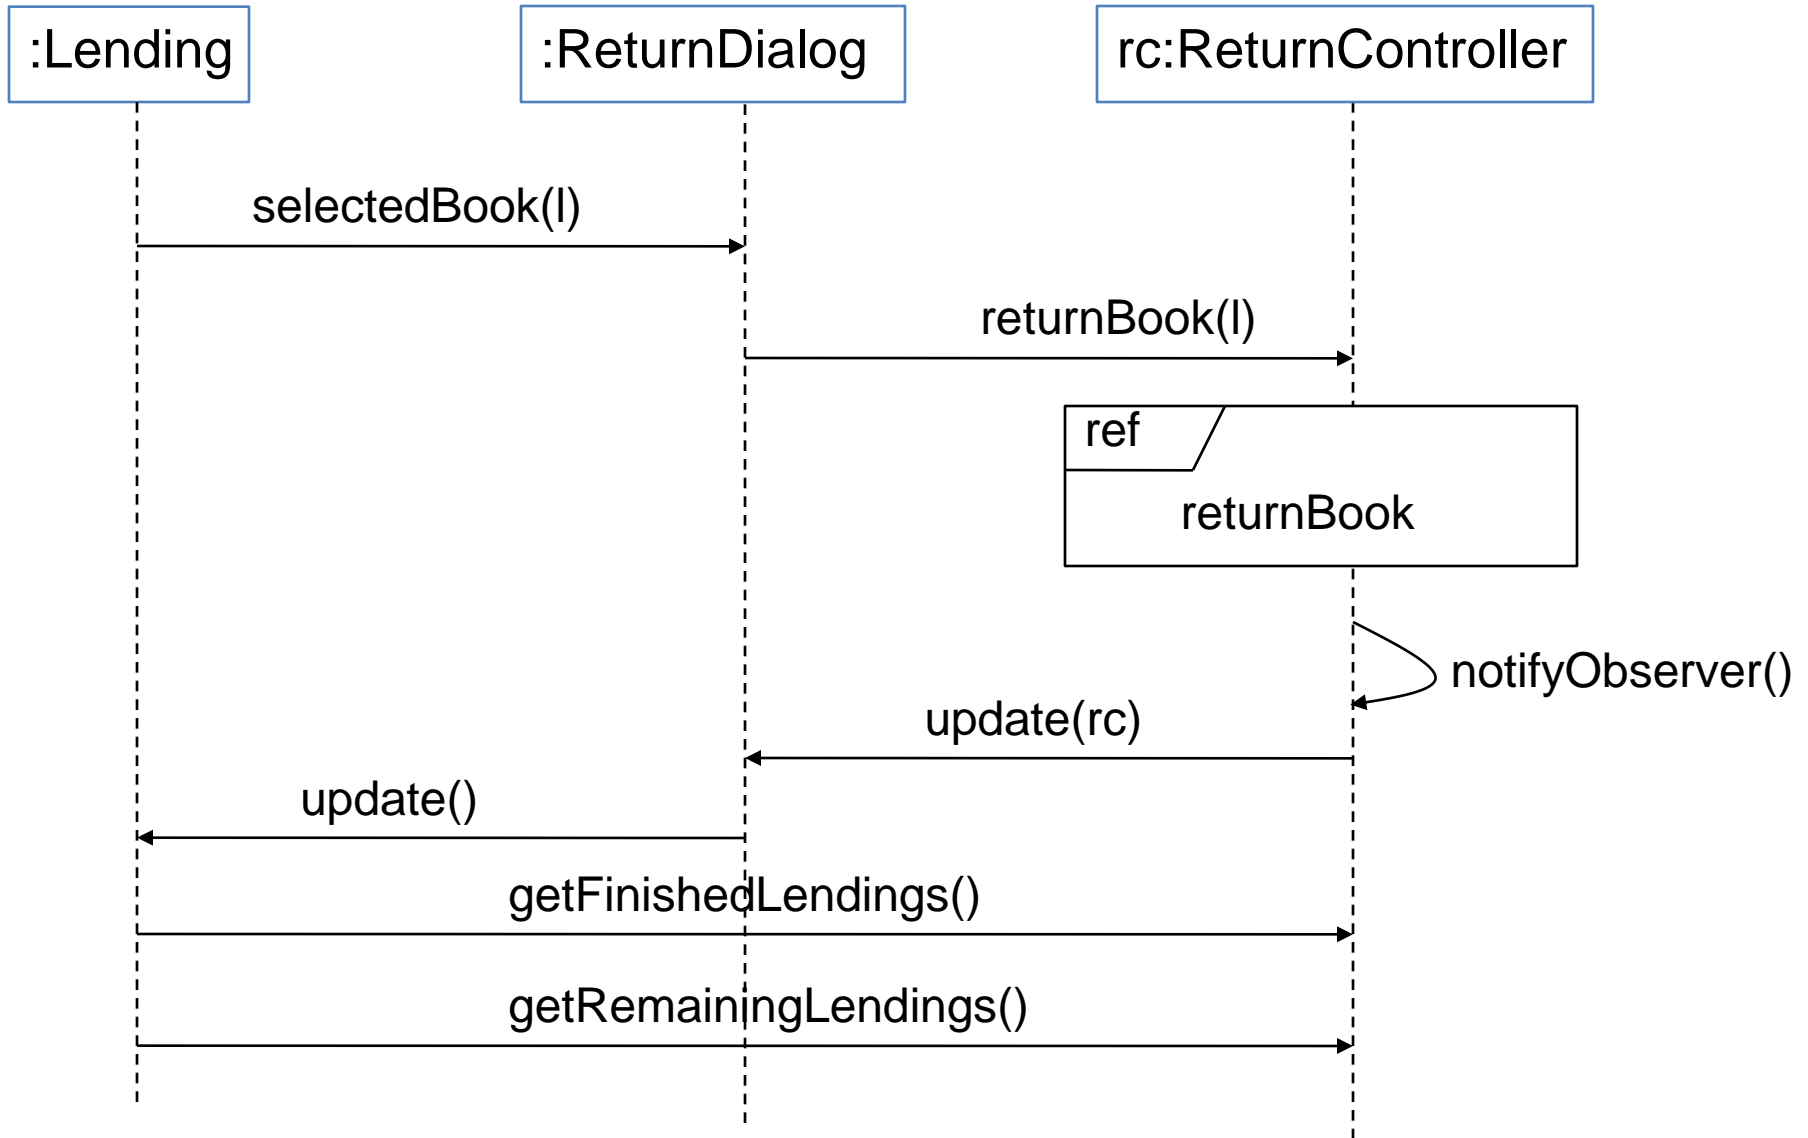 :Lending
:ReturnDialog
rc:ReturnController
selectedBook(l)
returnBook(l)
ref
returnBook
notifyObserver()
update(rc)
update()
getFinishedLendings()
getRemainingLendings()